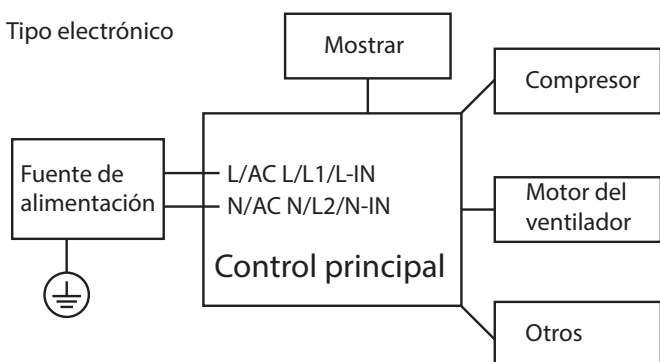 Tipo electrónico
Mostrar
Compresor
Fuente de
alimentación
L/AC L/L1/L-IN
N/AC N/L2/N-IN
Control principal
Motor del
ventilador
Otros